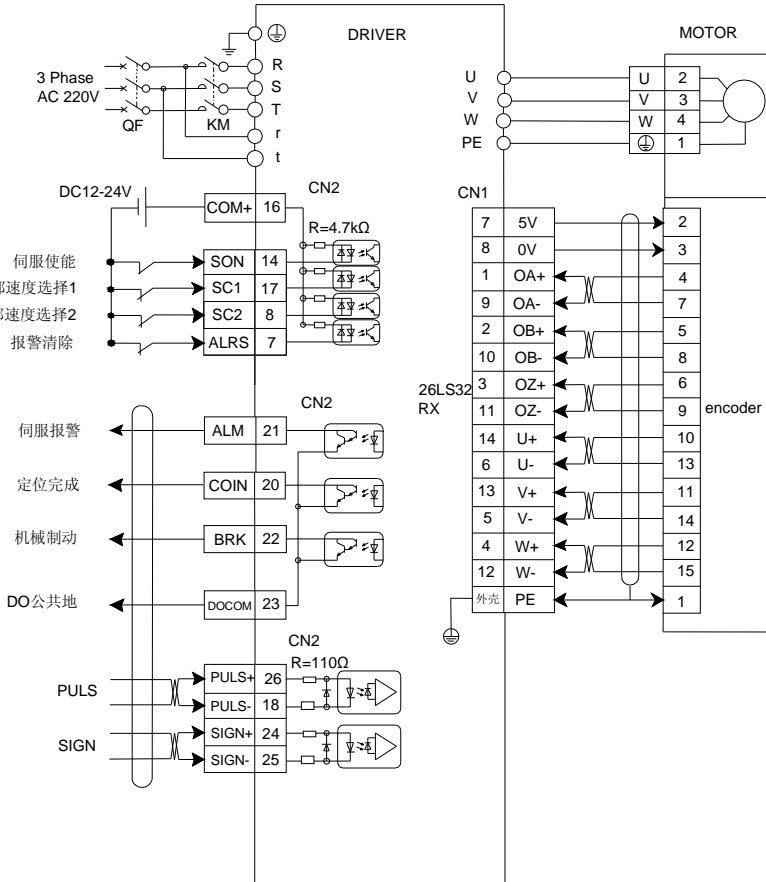 DRIVER
MOTOR
3 Phase
AC 220V
QF
KM
R
S
T
r
t
U
V
W
PE
U 2
V 3
W 4
1
DC12-24V
CN2
COM+ 16
R=4.7kΩ
伺服使能 SON 14
速度选择1 SC1 17
速度选择2 SC2 8
报警清除 ALRS 7
CN2
伺服报警 ALM 21
定位完成 COIN 20
机械制动 BRK 22
DO公共地 DOCOM 23
CN2
R=110Ω
PULS
PULS+ 26
PULS- 18
SIGN
SIGN+ 24
SIGN- 25
CN1
26LS32
RX
7 5V 2
8 0V 3
1 OA+ 4
9 OA- 7
2 OB+ 5
10 OB- 8
3 OZ+ 6
11 OZ- 9
14 U+ 10
6 U- 13
13 V+ 11
5 V- 14
4 W+ 12
12 W- 15
外壳 PE 1
encoder